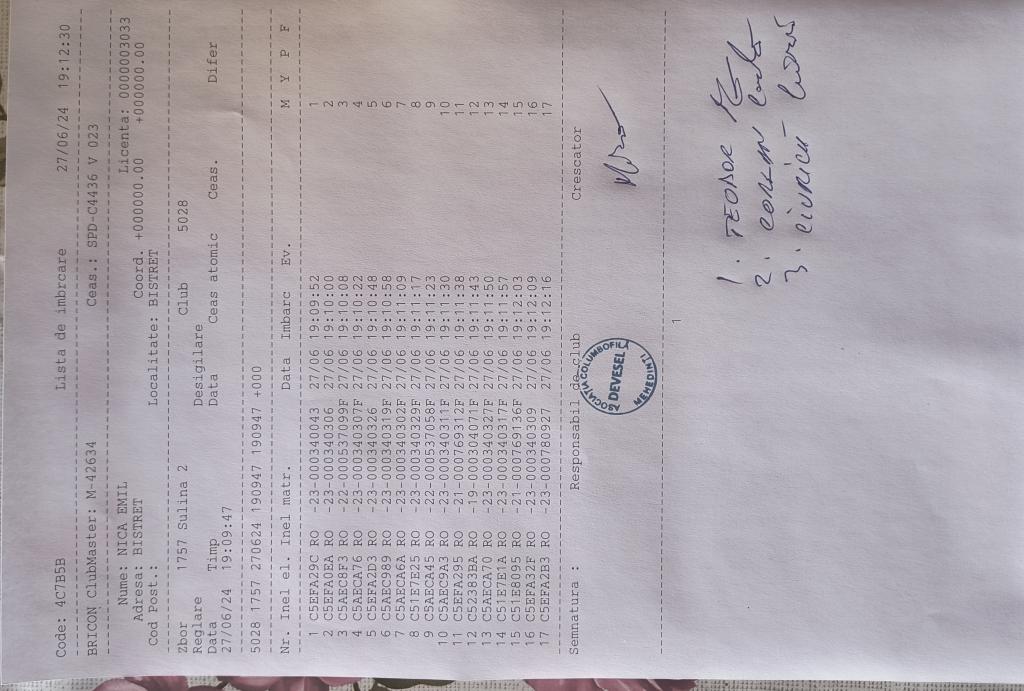 Code: 4C7B5B Lista de imbrcare 27/06/24 19:12:30
BRICON ClubMaster: M-42634 Ceas.: SPD-C4436 V 023
Nume: NICA EMIL Licenta: 00000003033
Adresa: BISTRET Coord. +000000.00 +000000.00
Cod Post.: Localitate: BISTRET
Zbor 1757 Sulina 2 Club 5028
Reglare Desigilare
Data Timp Data Ceas atomic Ceas. Difer
27/06/24 19:09:47
5028 1757 270624 190947 190947 +000
Nr. Inel el. Inel matr. Data Imbarc Ev. M Y P F
1 C5EFA29C RO -23-000340043 27/06 19:09:52 1
2 C5EFA0EA RO -23-000340306 27/06 19:10:00 2
3 C5AEC8F3 RO -22-000537099F 27/06 19:10:08 3
4 C5AECA76 RO -23-000340307F 27/06 19:10:22 4
5 C5EFA2D3 RO -23-000340326 27/06 19:10:48 5
6 C5AEC989 RO -23-000340319F 27/06 19:10:58 6
7 C5AECA6A RO -23-000340302F 27/06 19:11:09 7
8 C51E7E25 RO -23-000340329F 27/06 19:11:17 8
9 C5AECA45 RO -22-000537058F 27/06 19:11:23 9
10 C5AEC9A3 RO -23-000340311F 27/06 19:11:30 10
11 C5EFA295 RO -21-000769312F 27/06 19:11:38 11
12 C52383BA RO -19-000304071F 27/06 19:11:43 12
13 C5AECA70 RO -23-000340327F 27/06 19:11:50 13
14 C51E7E1A RO -23-000340317F 27/06 19:11:57 14
15 C51E8095 RO -21-000769136F 27/06 19:12:03 15
16 C5EFA32F RO -23-000340309 27/06 19:12:09 16
17 C5EFA2B3 RO -23-000780927 27/06 19:12:16 17
Semnatura : Responsabil de club Crescator
ASOCIAȚIA COLUMBOFILĂ
DEVESEL
MEHEDINȚI
1
1. TEODOR
2.
3.